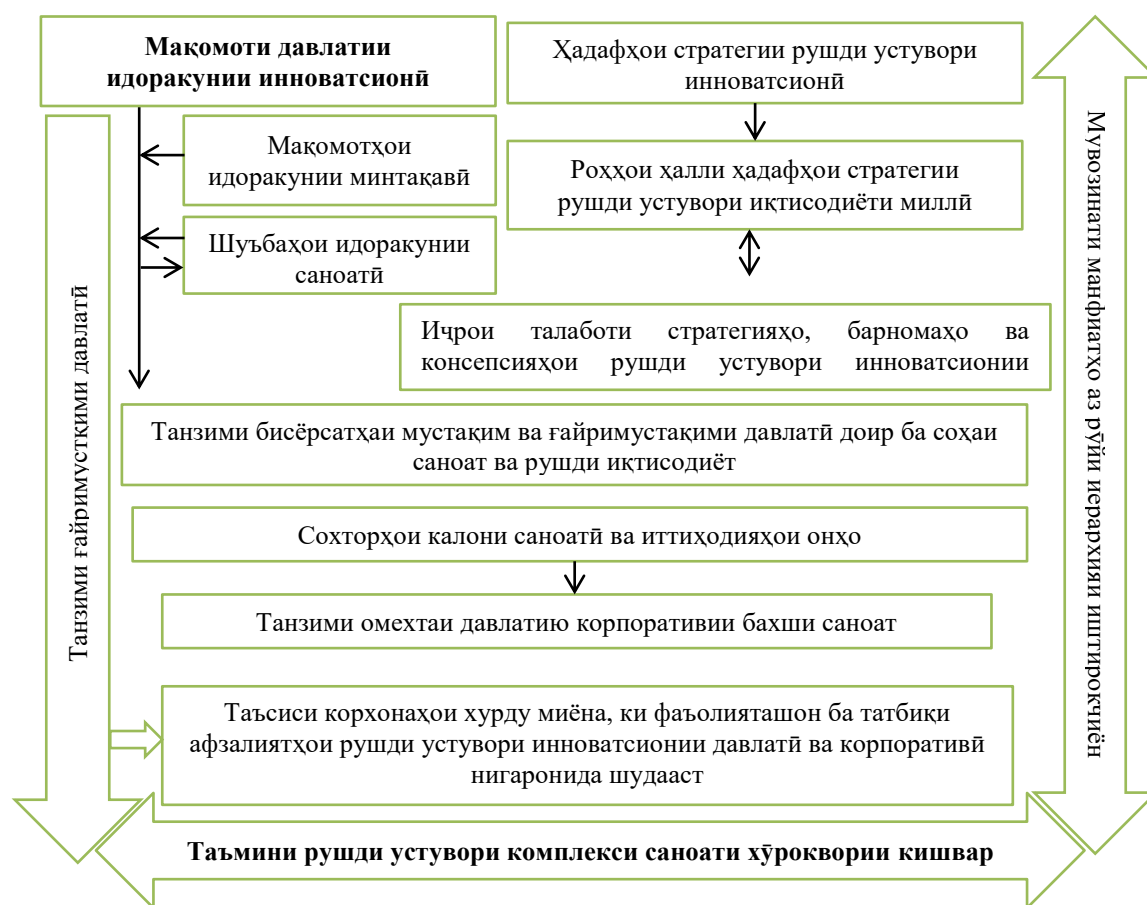 Мақомоти давлатии
идоракунии инноватсионӣ
Ҳадафҳои стратегии рушди устувори
инноватсионӣ
Мақомотҳои
идоракунии минтақавӣ
Роҳҳои ҳалли ҳадафҳои стратегии
рушди устувори иқтисодиёти миллӣ
Шуъбаҳои идоракунии
саноатӣ
Иҷрои талаботи стратегияҳо, барномаҳо ва
консепсияҳои рушди устувори инноватсионии
Танзими бисёрсатҳаи мустақим ва ғайримустақими давлатӣ доир ба соҳаи
саноат ва рушди иқтисодиёт
Сохторҳои калони саноатӣ ва иттиҳодияҳои онҳо
Танзими омехтаи давлатию корпоративии бахши саноат
Таъсиси корхонаҳои хурду миёна, ки фаъолияташон ба татбиқи
афзалиятҳои рушди устувори инноватсионии давлатӣ ва корпоративӣ
нигаронида шудааст
Танзими ғайримустқими давлатӣ
Мувозинати манфиатҳо аз рӯйи иерархияи иштирокчиён
Таъмини рушди устувори комплекси саноати хӯроквории кишвар